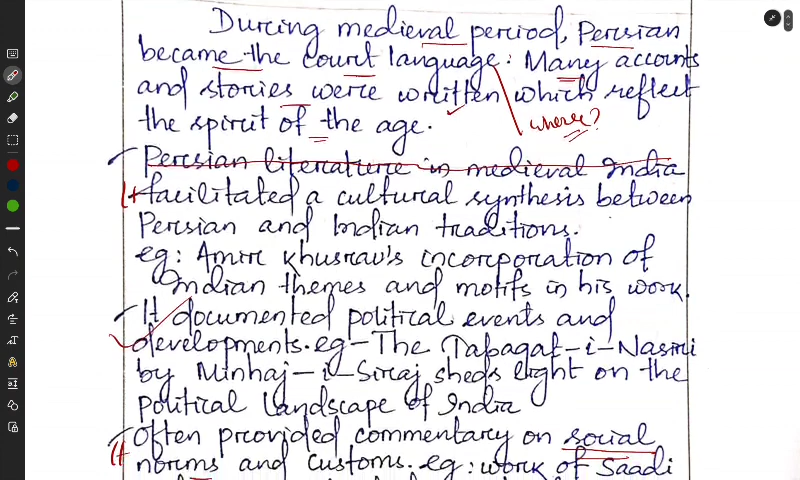 During medieval period, Persian
became the court language. Many accounts
and stories were written which reflect
the spirit of the age.
where?
Persian literature in medieval India
It facilitated a cultural synthesis between
Persian and Indian traditions.
eg: Amir Khusrau's incorporation of
Indian themes and motifs in his work.
It documented political events and
developments. eg - The Tabaqat-i-Nasiri
by Minhaj-i-Siraj sheds light on the
political landscape of India
It Often provided commentary on social
norms and customs. eg: work of Saadi